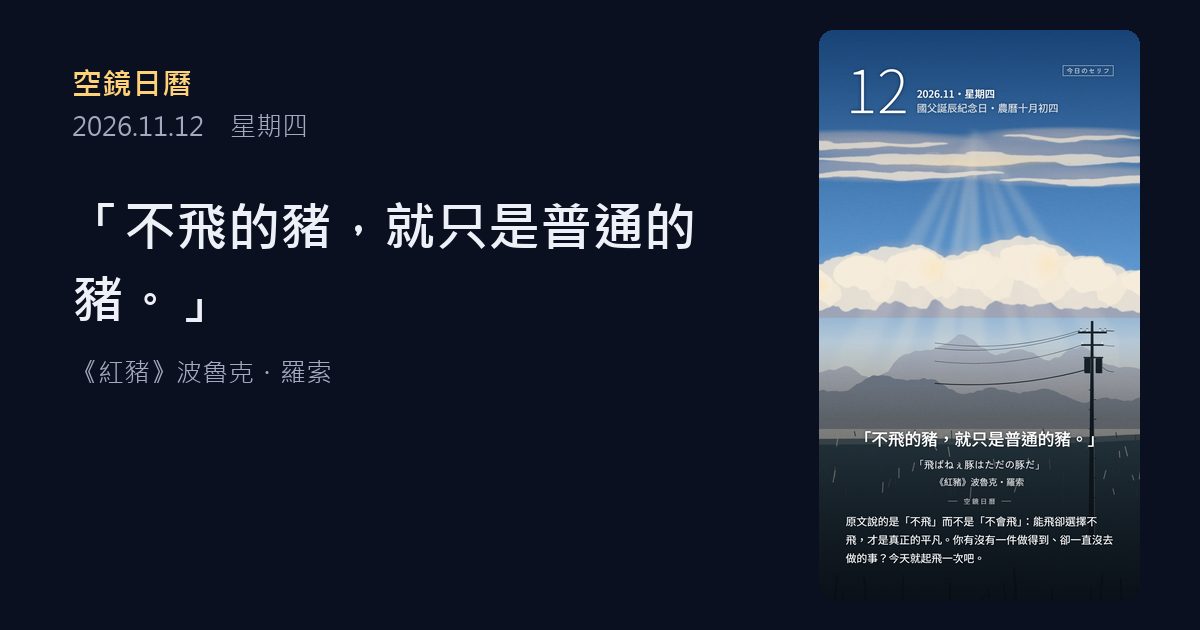 空鏡日曆
2026.11.12 星期四
「不飛的豬，就只是普通的
豬。」
《紅豬》波魯克・羅索
今日のセリフ
12
2026.11・星期四
國父誕辰紀念日・農曆十月初四
「不飛的豬，就只是普通的豬。」
「飛ばねぇ豚はただの豚だ」
《紅豬》波魯克・羅索
— 空鏡日曆 —
原文說的是「不飛」而不是「不會飛」：能飛卻選擇不
飛，才是真正的平凡。你有沒有一件做得到、卻一直沒去
做的事？今天就起飛一次吧。